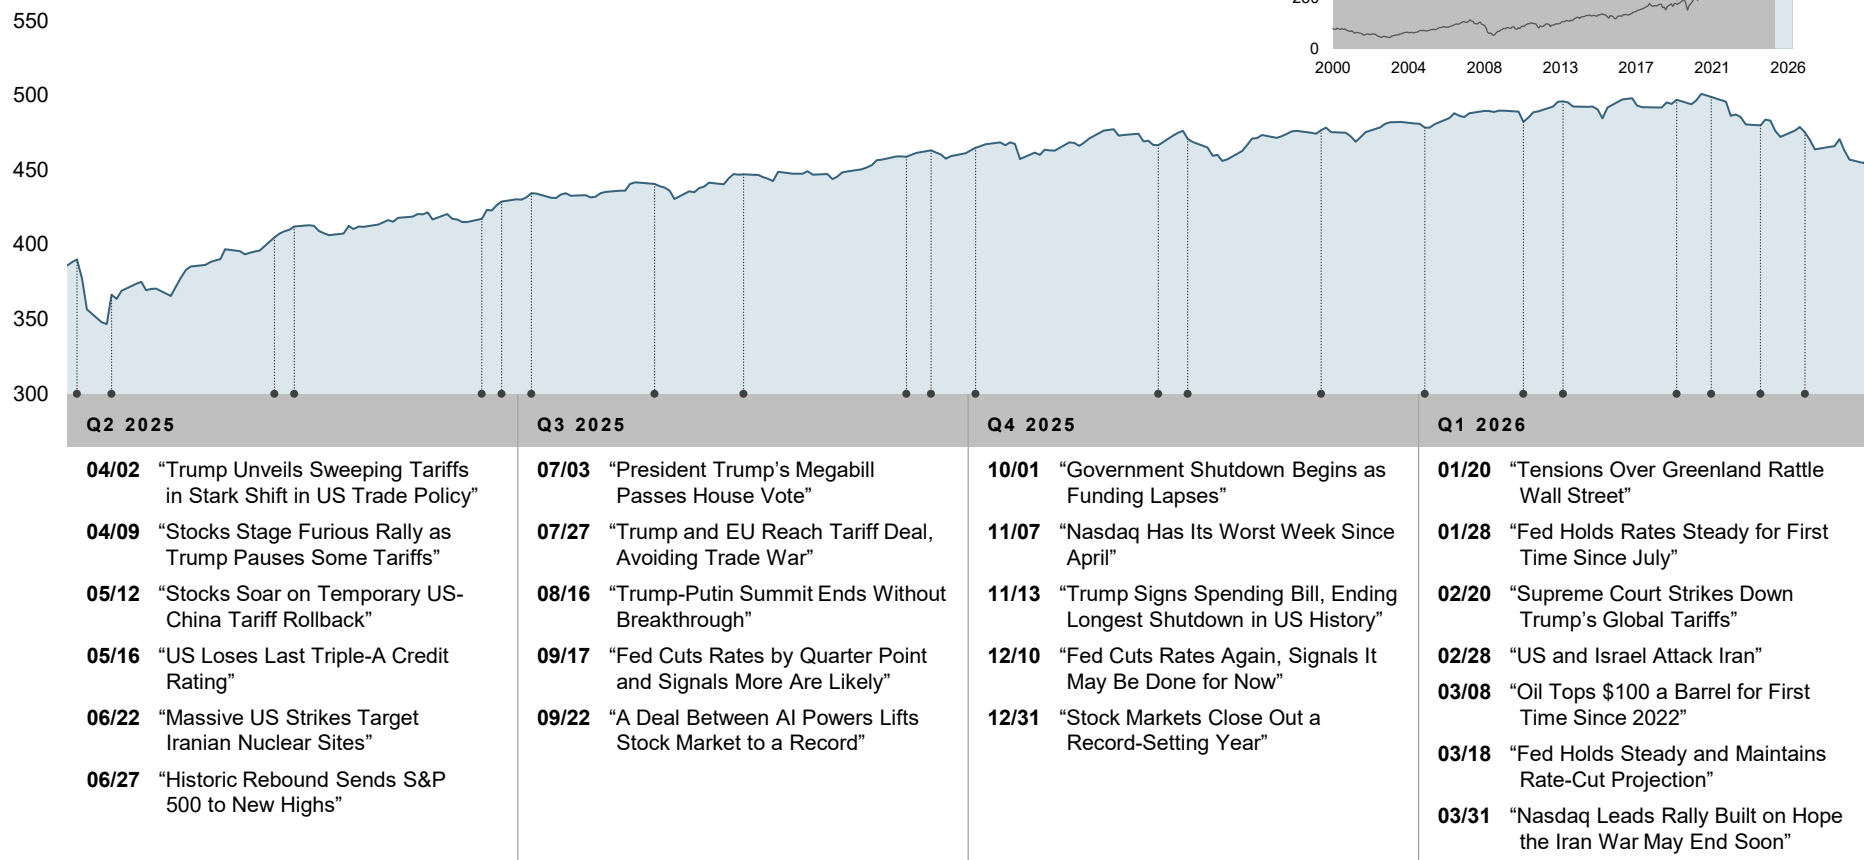 550
500
450
400
350
300
0
2000 2004 2008 2013 2017 2021 2026
Q2 2025
04/02 “Trump Unveils Sweeping Tariffs
in Stark Shift in US Trade Policy”
04/09 “Stocks Stage Furious Rally as
Trump Pauses Some Tariffs”
05/12 “Stocks Soar on Temporary US-
China Tariff Rollback”
05/16 “US Loses Last Triple-A Credit
Rating”
06/22 “Massive US Strikes Target
Iranian Nuclear Sites”
06/27 “Historic Rebound Sends S&P
500 to New Highs”
Q3 2025
07/03 “President Trump’s Megabill
Passes House Vote”
07/27 “Trump and EU Reach Tariff Deal,
Avoiding Trade War”
08/16 “Trump-Putin Summit Ends Without
Breakthrough”
09/17 “Fed Cuts Rates by Quarter Point
and Signals More Are Likely”
09/22 “A Deal Between AI Powers Lifts
Stock Market to a Record”
Q4 2025
10/01 “Government Shutdown Begins as
Funding Lapses”
11/07 “Nasdaq Has Its Worst Week Since
April”
11/13 “Trump Signs Spending Bill, Ending
Longest Shutdown in US History”
12/10 “Fed Cuts Rates Again, Signals It
May Be Done for Now”
12/31 “Stock Markets Close Out a
Record-Setting Year”
Q1 2026
01/20 “Tensions Over Greenland Rattle
Wall Street”
01/28 “Fed Holds Rates Steady for First
Time Since July”
02/20 “Supreme Court Strikes Down
Trump’s Global Tariffs”
02/28 “US and Israel Attack Iran”
03/08 “Oil Tops $100 a Barrel for First
Time Since 2022”
03/18 “Fed Holds Steady and Maintains
Rate-Cut Projection”
03/31 “Nasdaq Leads Rally Built on Hope
the Iran War May End Soon”